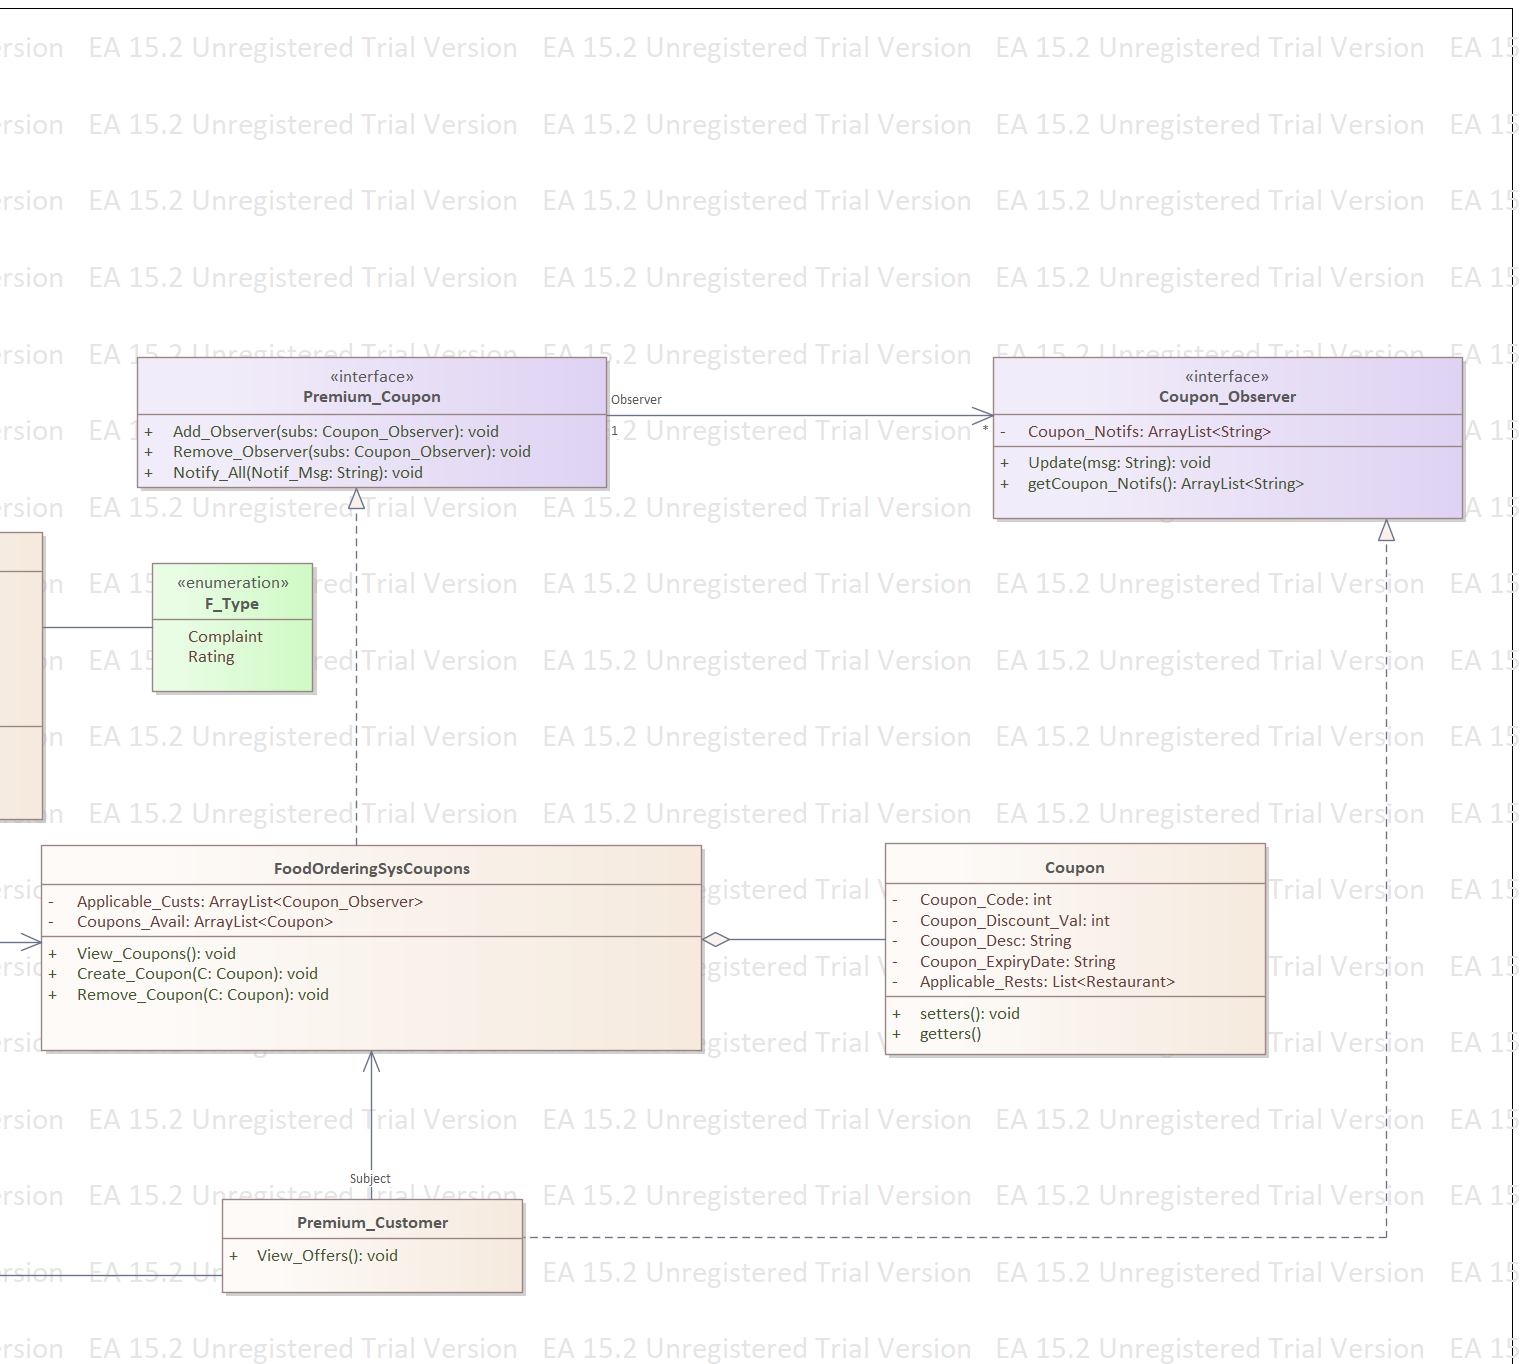 EA 15.2 Unregistered Trial Version
«interface»
Premium_Coupon
+ Add_Observer(subs: Coupon_Observer): void
+ Remove_Observer(subs: Coupon_Observer): void
+ Notify_All(Notif_Msg: String): void
Observer
1
*
«interface»
Coupon_Observer
- Coupon_Notifs: ArrayList<String>
+ Update(msg: String): void
+ getCoupon_Notifs(): ArrayList<String>
«enumeration»
F_Type
Complaint
Rating
FoodOrderingSysCoupons
- Applicable_Custs: ArrayList<Coupon_Observer>
- Coupons_Avail: ArrayList<Coupon>
+ View_Coupons(): void
+ Create_Coupon(C: Coupon): void
+ Remove_Coupon(C: Coupon): void
Coupon
- Coupon_Code: int
- Coupon_Discount_Val: int
- Coupon_Desc: String
- Coupon_ExpiryDate: String
- Applicable_Rests: List<Restaurant>
+ setters(): void
+ getters()
Subject
Premium_Customer
+ View_Offers(): void